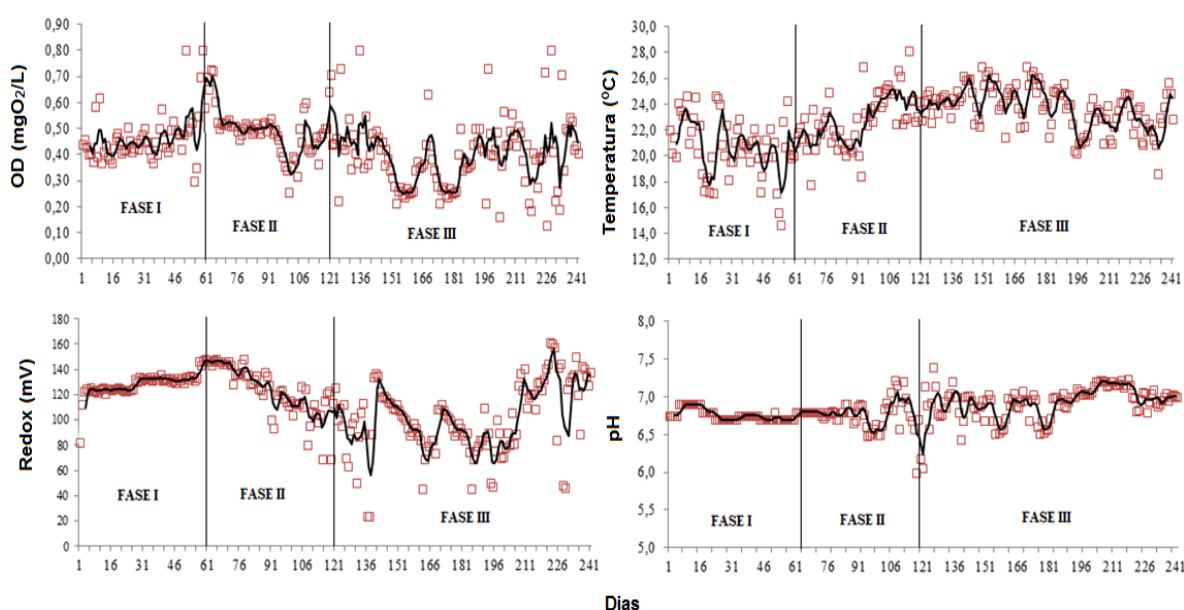 OD (mgO2/L)
0,90
0,80
0,70
0,60
0,50
0,40
0,30
0,20
0,10
0,00
FASE I
FASE II
FASE III
1 16 31 46 61 76 91 106 121 136 151 166 181 196 211 226 241
Temperatura (ºC)
30,0
28,0
26,0
24,0
22,0
20,0
18,0
16,0
14,0
12,0
FASE I
FASE II
FASE III
1 16 31 46 61 76 91 106 121 136 151 166 181 196 211 226 241
Redox (mV)
180
160
140
120
100
80
60
40
20
0
FASE I
FASE II
FASE III
1 16 31 46 61 76 91 106 121 136 151 166 181 196 211 226 241
pH
8,0
7,5
7,0
6,5
6,0
5,5
5,0
FASE I
FASE II
FASE III
1 16 31 46 61 76 91 106 121 136 151 166 181 196 211 226 241
Dias